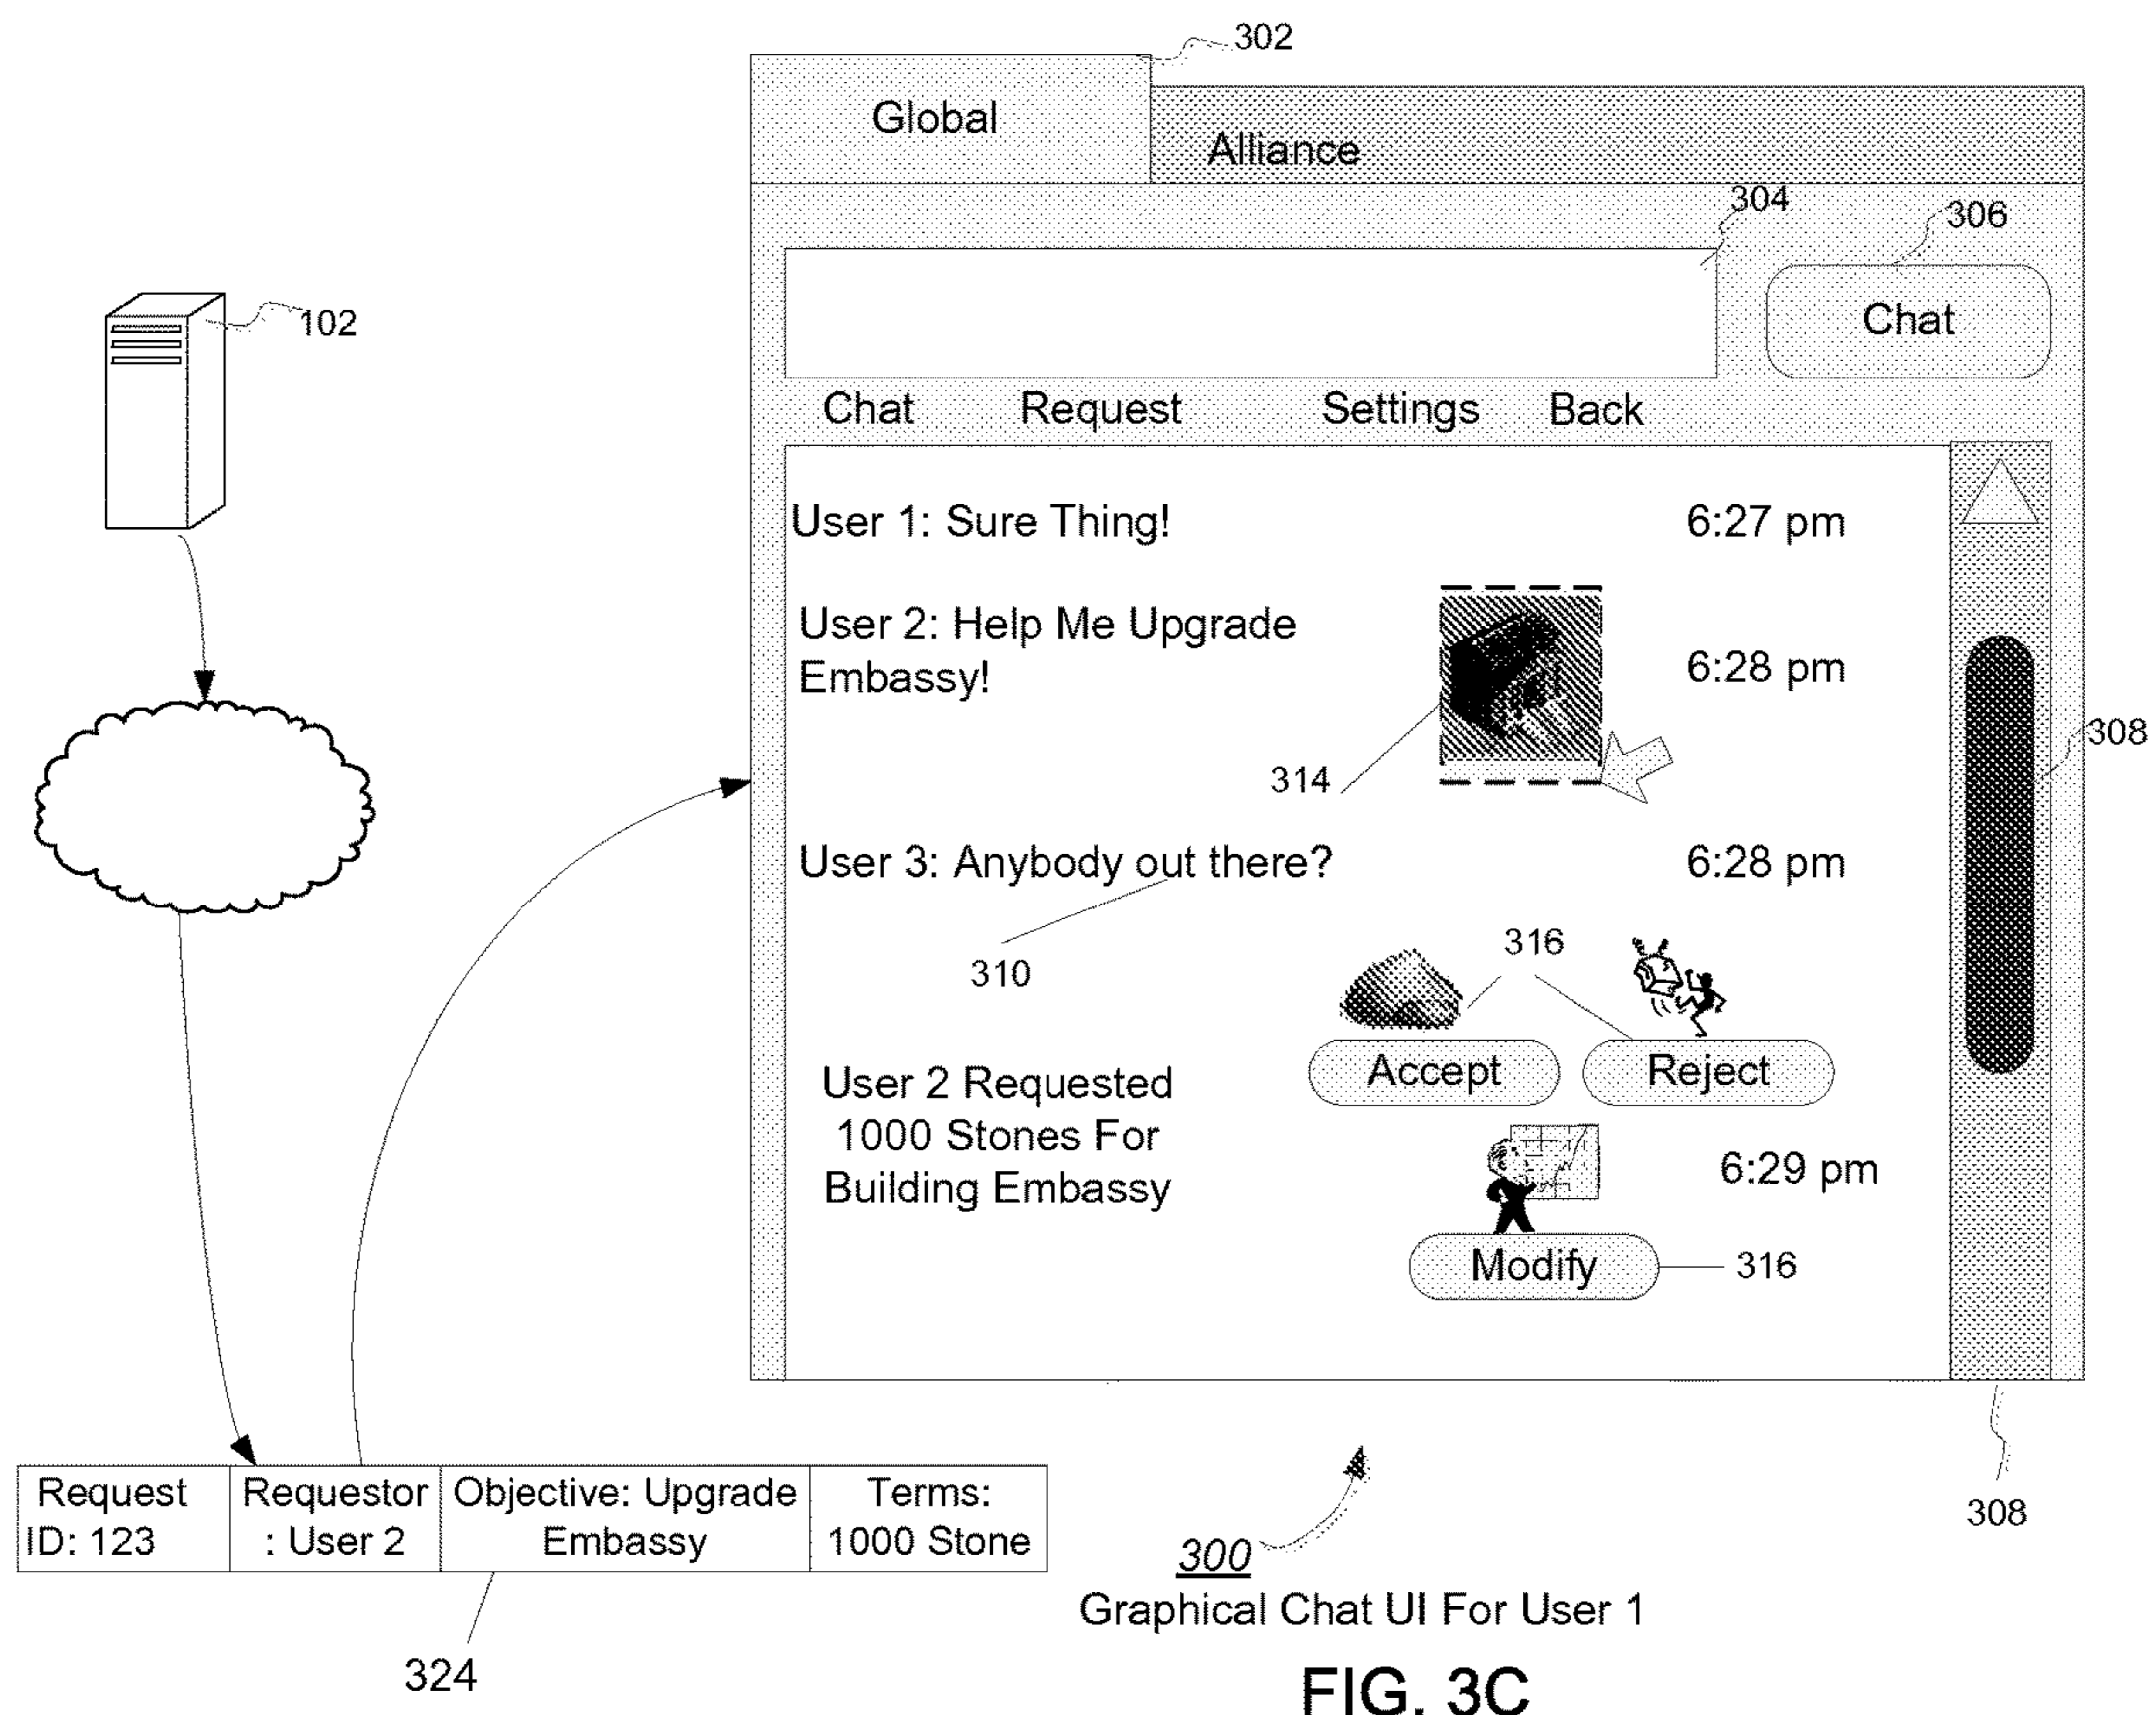 302
Global
Alliance
304
306
102
Chat
Chat Request Settings Back
User 1: Sure Thing! 6:27 pm
User 2: Help Me Upgrade
Embassy!
6:28 pm
308
314
User 3: Anybody out there? 6:28 pm
310
316
Accept Reject
User 2 Requested
1000 Stones For
Building Embassy
6:29 pm
Modify
316
Request
ID: 123
Requestor
: User 2
Objective: Upgrade
Embassy
Terms:
1000 Stone
308
300
Graphical Chat UI For User 1
324
FIG. 3C